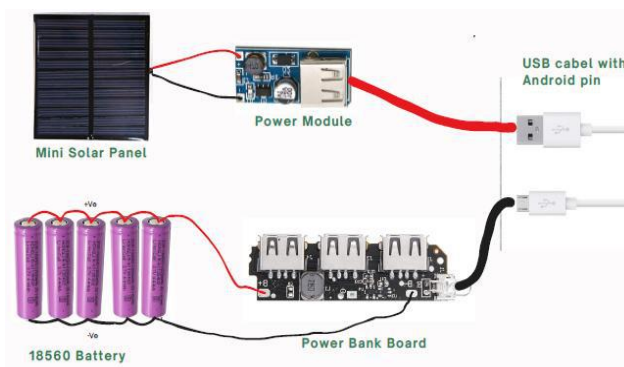 USB cabel with
Android pin
Power Module
Mini Solar Panel
+Ve
-Ve
Power Bank Board
18560 Battery